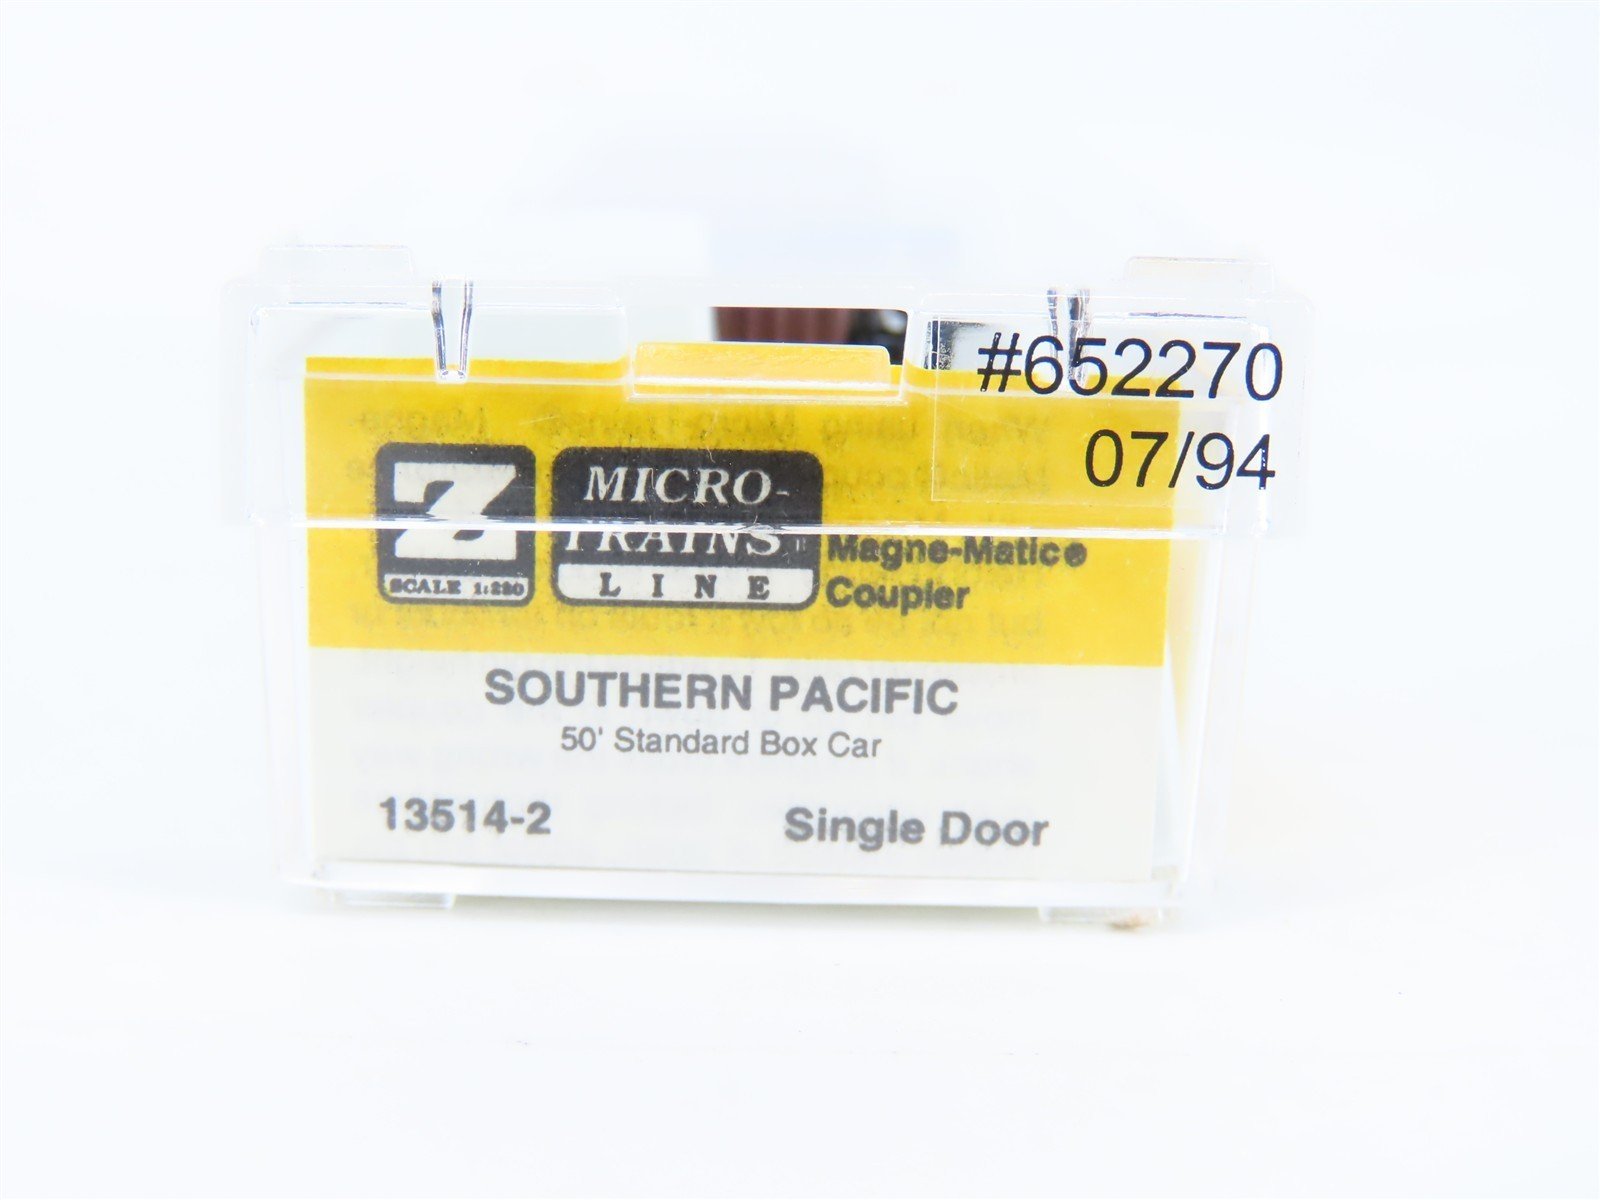 #652270
07/94
Z
SCALE 1:220
MICRO-
TRAINS
LINE
Magne-Matic®
Coupler
SOUTHERN PACIFIC
50' Standard Box Car
13514-2 Single Door